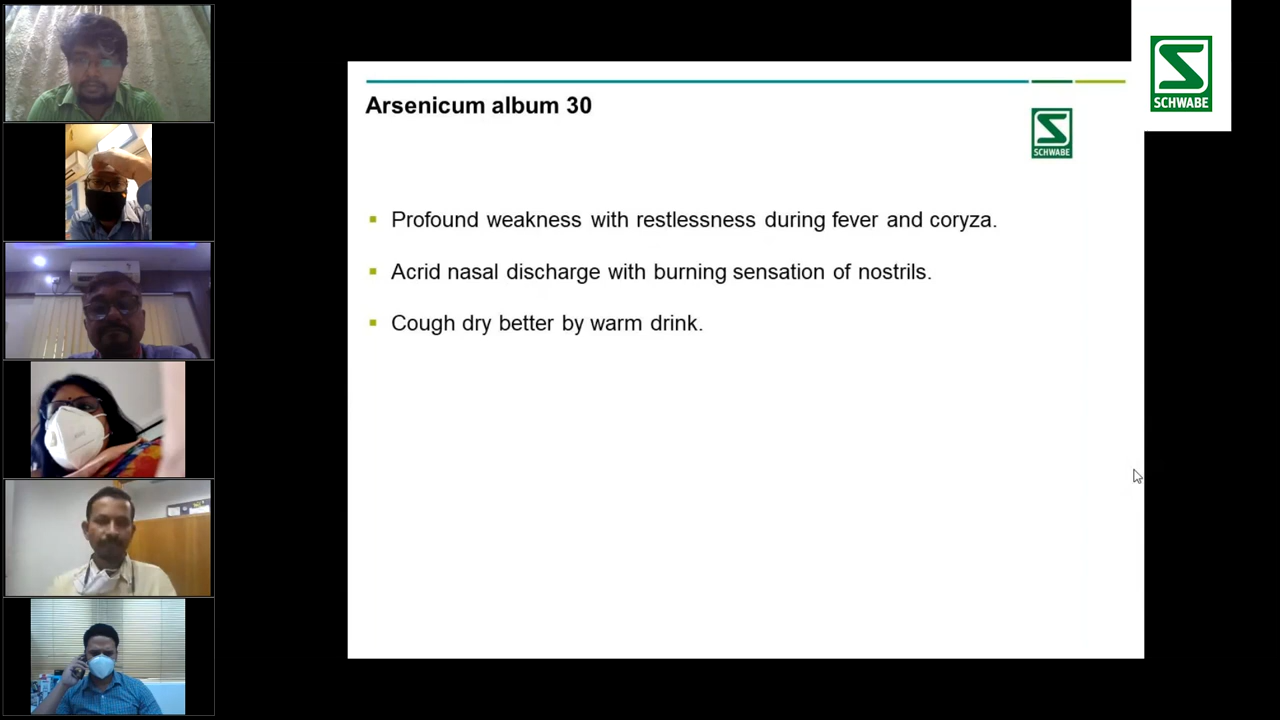 SCHWABE
Arsenicum album 30
SCHWABE
Profound weakness with restlessness during fever and coryza.
Acrid nasal discharge with burning sensation of nostrils.
Cough dry better by warm drink.